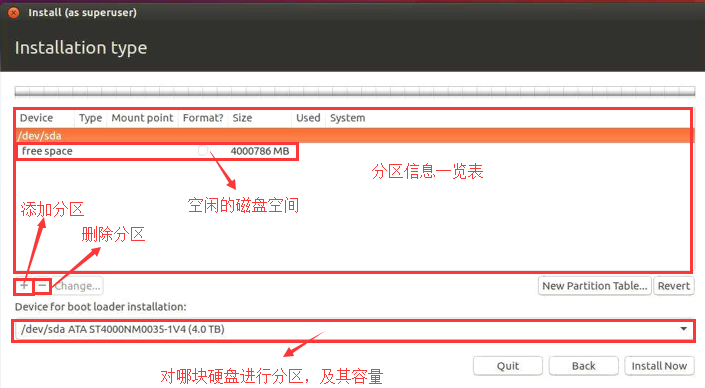 Install (as superuser)
Installation type
Device Type Mount point Format? Size Used System
/dev/sda
free space 4000786 MB
分区信息一览表
空闲的磁盘空间
添加分区
删除分区
+ − Change... New Partition Table... Revert
Device for boot loader installation:
/dev/sda ATA ST4000NM0035-1V4 (4.0 TB)
对哪块硬盘进行分区，及其容量
Quit Back Install Now